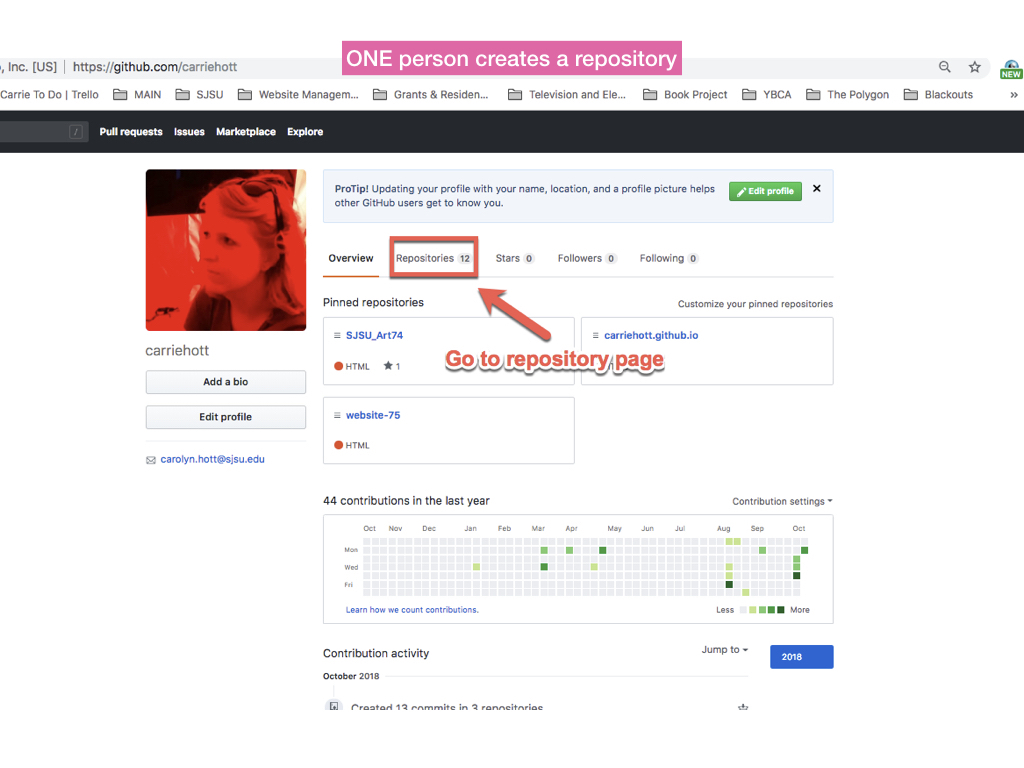 ONE person creates a repository
, Inc. [US] https://github.com/carriehott
NEW
Carrie To Do | Trello MAIN SJSU Website Managem... Grants & Residen... Television and Ele... Book Project YBCA The Polygon Blackouts »
/ Pull requests Issues Marketplace Explore
ProTip! Updating your profile with your name, location, and a profile picture helps
other GitHub users get to know you.
Edit profile
Overview Repositories 12 Stars 0 Followers 0 Following 0
Pinned repositories Customize your pinned repositories
SJSU_Art74
HTML 1
carriehott.github.io
Go to repository page
website-75
HTML
carriehott
Add a bio
Edit profile
carolyn.hott@sjsu.edu
44 contributions in the last year Contribution settings
Oct Nov Dec Jan Feb Mar Apr May Jun Jul Aug Sep Oct
Mon
Wed
Fri
Learn how we count contributions. Less More
Contribution activity Jump to 2018
October 2018
Created 13 commits in 3 repositories